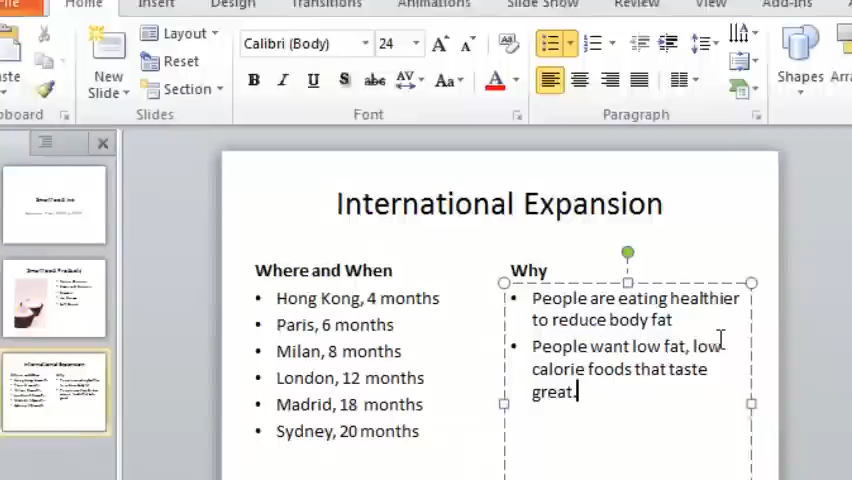 File Home Insert Design Transitions Animations Slide Show Review View Add-Ins
Layout
Calibri (Body) 24
Reset
New
Slide
Section
Shapes
Slides Font Paragraph
International Expansion
Where and When
Hong Kong, 4 months
Paris, 6 months
Milan, 8 months
London, 12 months
Madrid, 18 months
Sydney, 20 months
Why
People are eating healthier
to reduce body fat
People want low fat, low
calorie foods that taste
great.